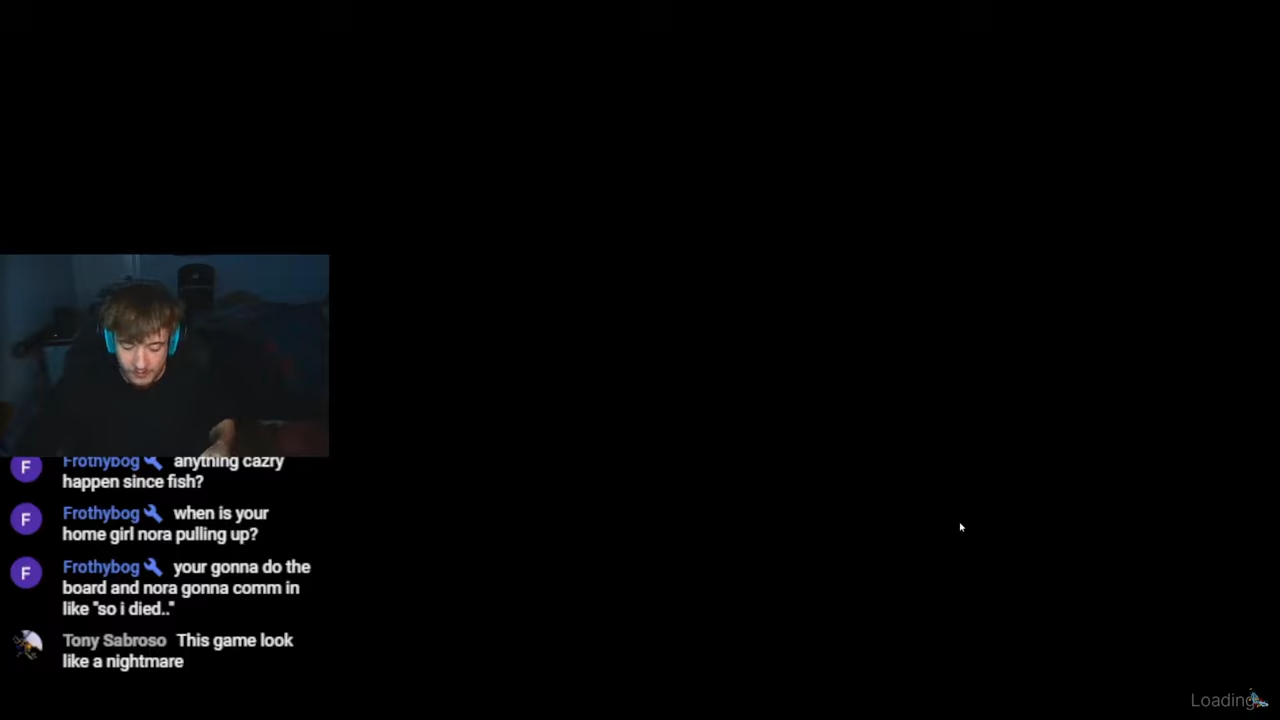 F
Frothybog anything cazry
happen since fish?
F
Frothybog when is your
home girl nora pulling up?
F
Frothybog your gonna do the
board and nora gonna comm in
like "so i died.."
Tony Sabroso This game look
like a nightmare
Loading